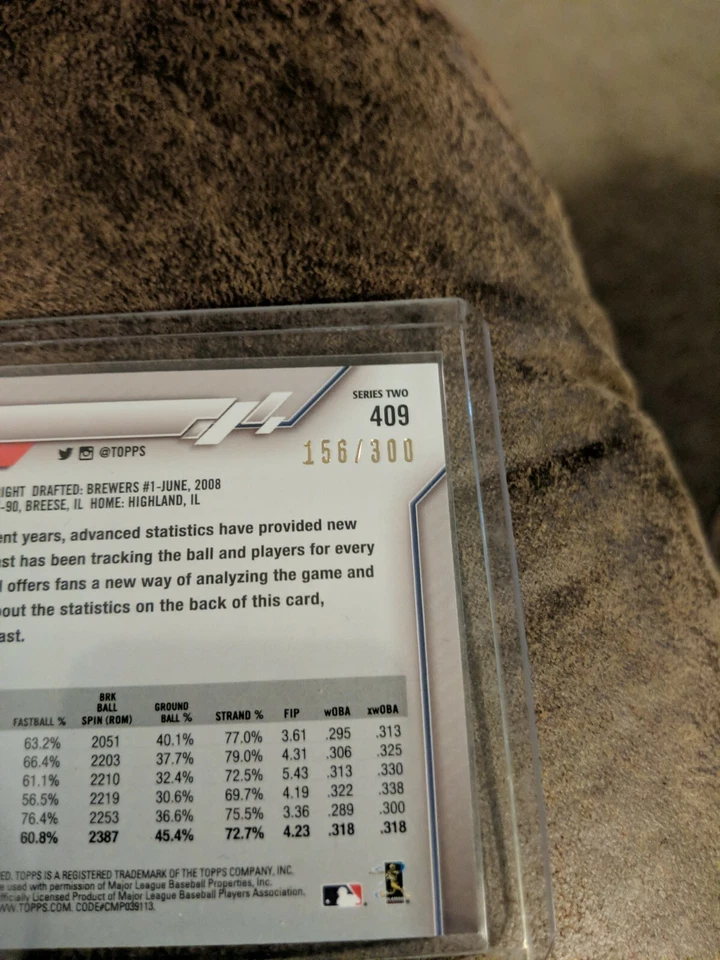 SERIES TWO
409
156/300
@TOPPS
IGHT DRAFTED: BREWERS #1-JUNE, 2008
-90, BREESE, IL HOME: HIGHLAND, IL
ent years, advanced statistics have provided new
st has been tracking the ball and players for every
l offers fans a new way of analyzing the game and
out the statistics on the back of this card,
ast.
FASTBALL % BRK BALL SPIN (ROM) GROUND BALL % STRAND % FIP wOBA xwOBA
63.2% 2051 40.1% 77.0% 3.61 .295 .313
66.4% 2203 37.7% 79.0% 4.31 .306 .325
61.1% 2210 32.4% 72.5% 5.43 .313 .330
56.5% 2219 30.6% 69.7% 4.19 .322 .338
76.4% 2253 36.6% 75.5% 3.36 .289 .300
60.8% 2387 45.4% 72.7% 4.23 .318 .318
ED. TOPPS IS A REGISTERED TRADEMARK OF THE TOPPS COMPANY, INC.
e used with permission of Major League Baseball Properties, Inc.
fficially Licensed Product of Major League Baseball Players Association.
WW.TOPPS.COM. CODE#CMP039113